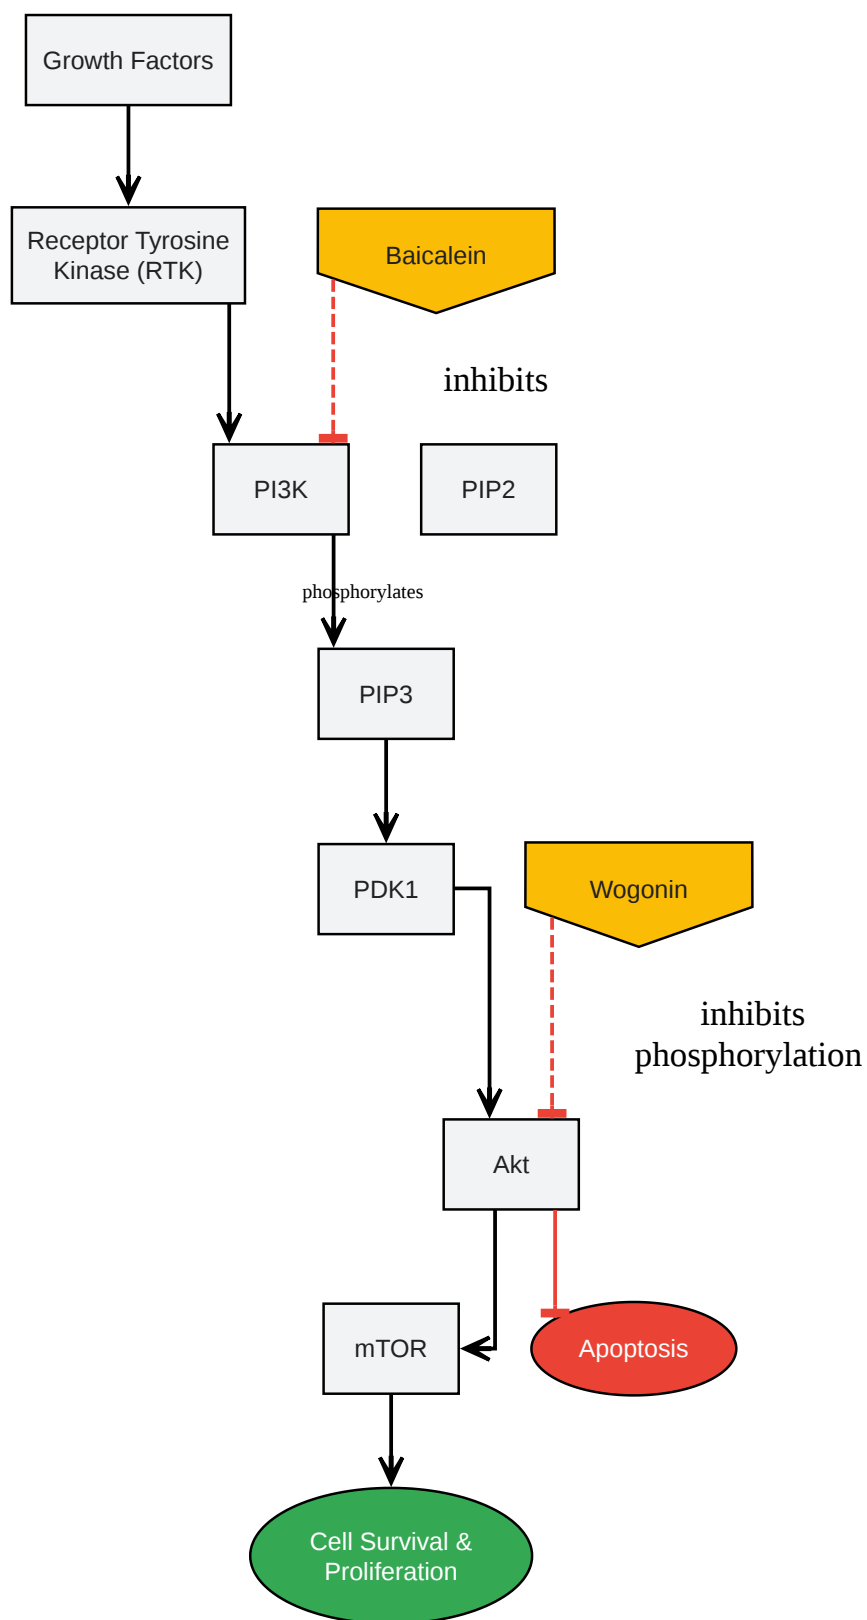 Growth Factors
Receptor Tyrosine
Kinase (RTK)
Baicalein
inhibits
PI3K
PIP2
phosphorylates
PIP3
PDK1
Wogonin
inhibits
phosphorylation
Akt
mTOR
Apoptosis
Cell Survival &
Proliferation